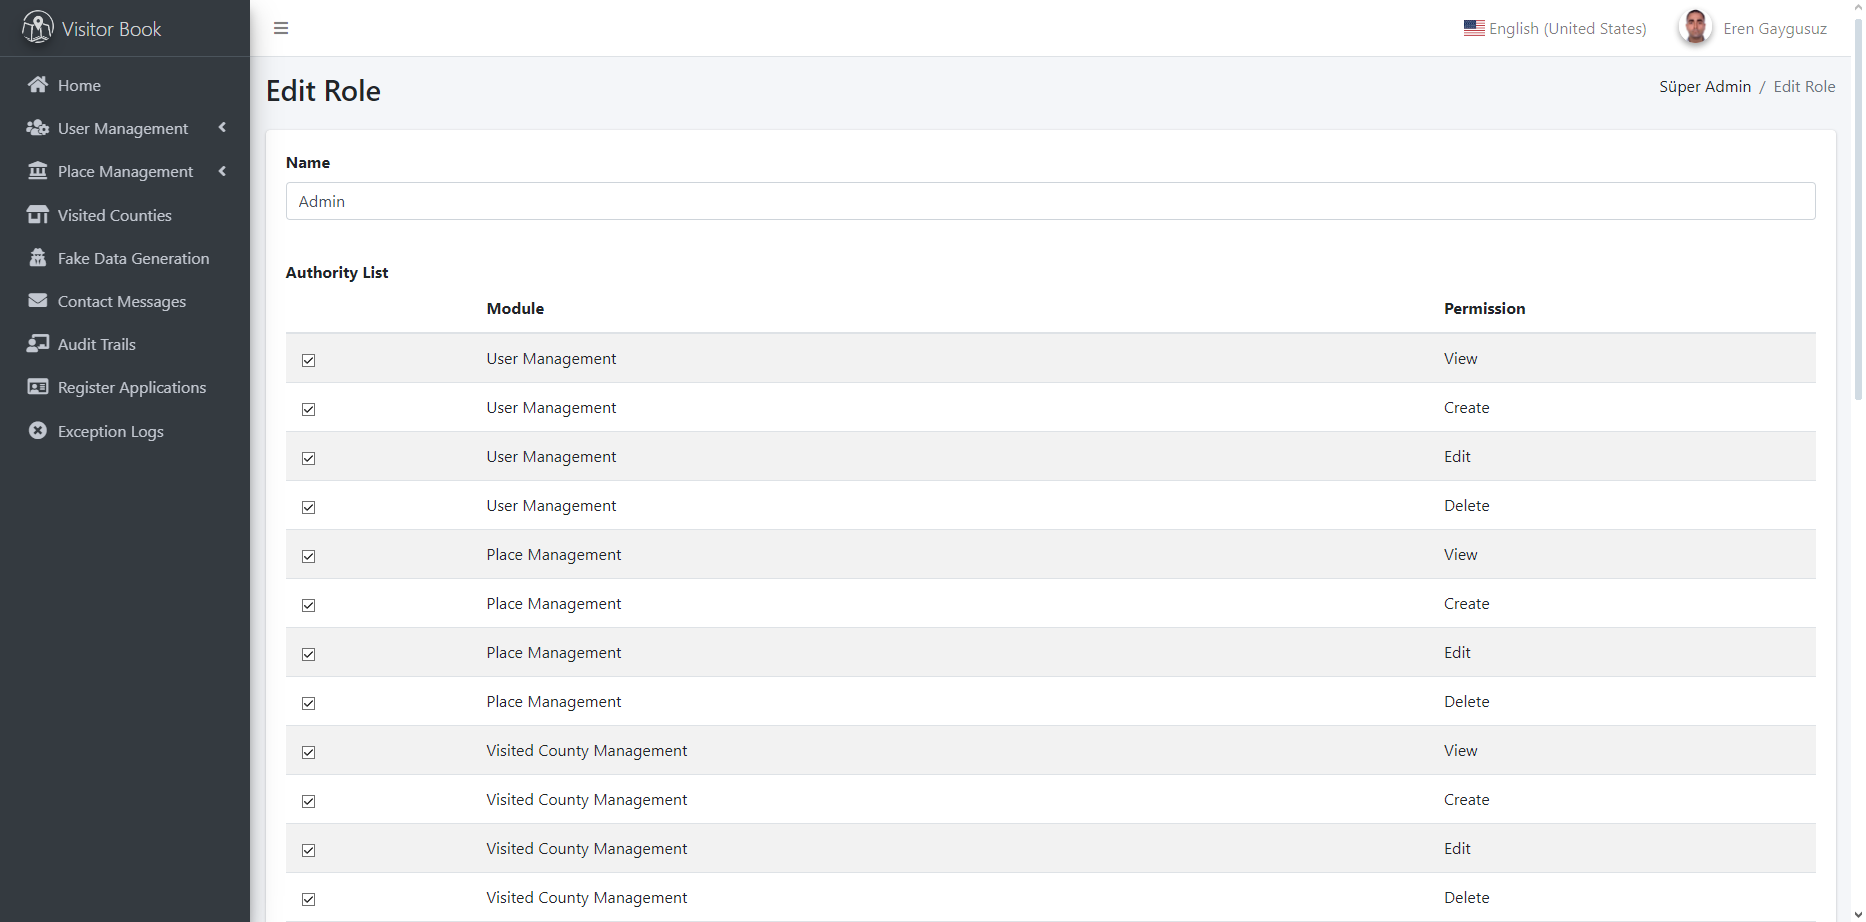 Visitor Book
English (United States)
Eren Gaygusuz
Home
User Management
Place Management
Visited Counties
Fake Data Generation
Contact Messages
Audit Trails
Register Applications
Exception Logs
Edit Role
Süper Admin / Edit Role
Name
Admin
Authority List
Module Permission
User Management View
User Management Create
User Management Edit
User Management Delete
Place Management View
Place Management Create
Place Management Edit
Place Management Delete
Visited County Management View
Visited County Management Create
Visited County Management Edit
Visited County Management Delete